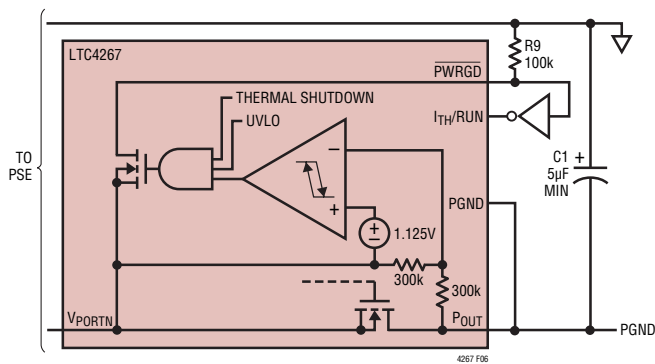 LTC4267
R9
100k
PWRGD
THERMAL SHUTDOWN
ITH/RUN
UVLO
TO
PSE
C1
5µF
MIN
+
−
+
PGND
+
−
1.125V
300k
300k
VPORTN
POUT
PGND
4267 F06